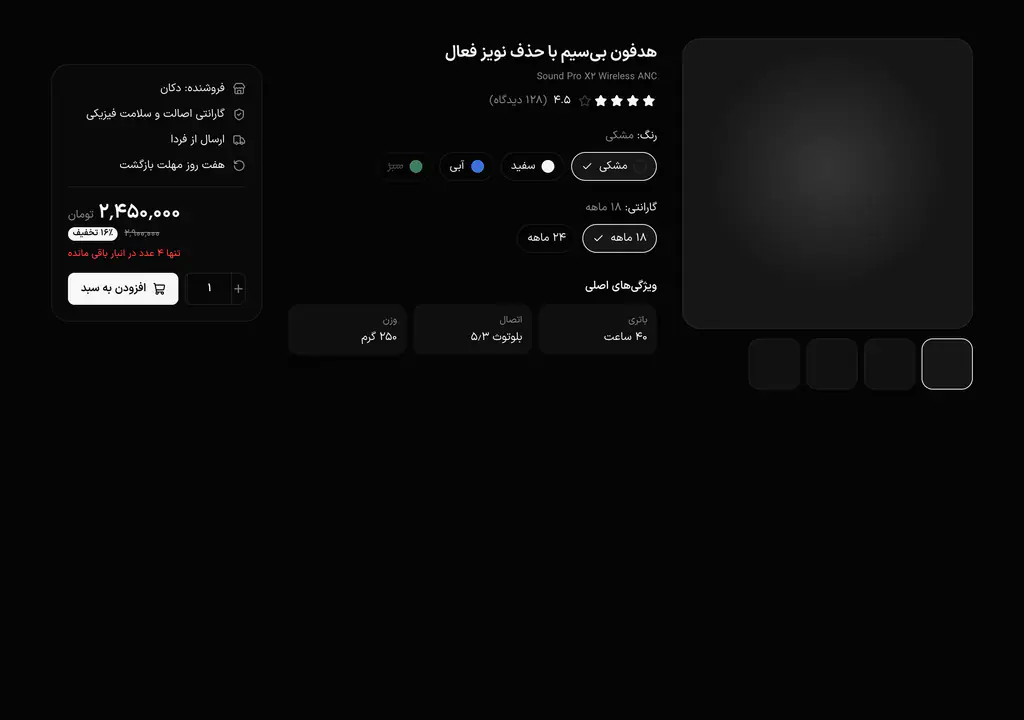 هدفون بی‌سیم با حذف نویز فعال
Sound Pro X۲ Wireless ANC
۴.۵ (۱۲۸ دیدگاه)
رنگ: مشکی
مشکی
سفید
آبی
سبز
گارانتی: ۱۸ ماهه
۱۸ ماهه
۲۴ ماهه
ویژگی‌های اصلی
باتری
۴۰ ساعت
اتصال
بلوتوث ۵٫۳
وزن
۲۵۰ گرم
فروشنده: دکان
گارانتی اصالت و سلامت فیزیکی
ارسال از فردا
هفت روز مهلت بازگشت
۲٬۴۵۰٬۰۰۰ تومان
۲٬۹۰۰٬۰۰۰ ۱۶٪ تخفیف
تنها ۴ عدد در انبار باقی مانده
۱
افزودن به سبد